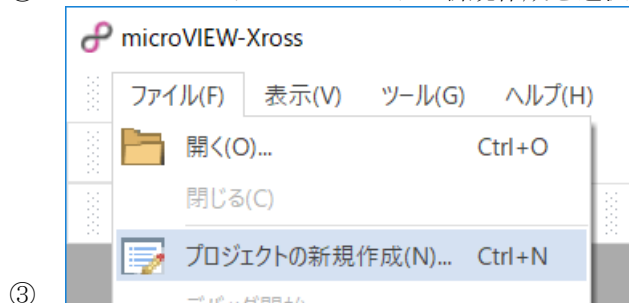 microVIEW-Xross
ファイル(F) 表示(V) ツール(G) ヘルプ(H)
開く(O)... Ctrl+O
閉じる(C)
プロジェクトの新規作成(N)... Ctrl+N
③